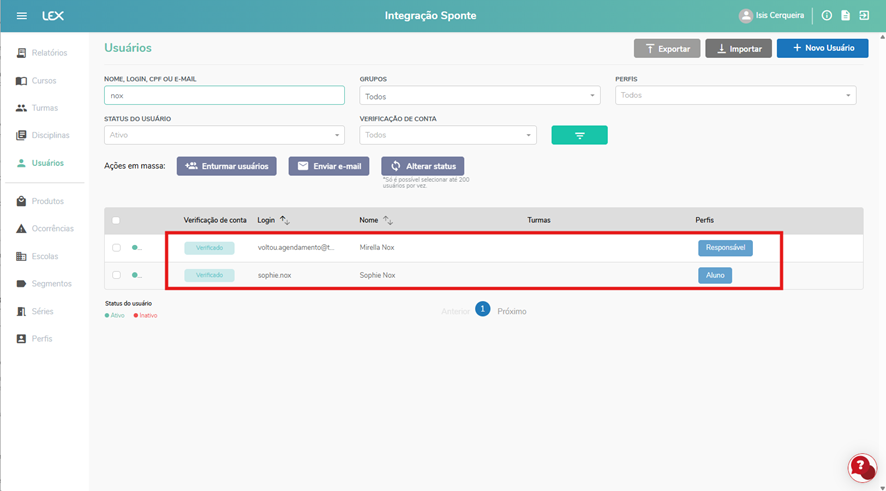 LEX
Integração Sponte
Isis Cerqueira
Relatórios
Cursos
Turmas
Disciplinas
Usuários
Produtos
Ocorrências
Escolas
Segmentos
Séries
Perfis
Usuários
Exportar
Importar
+ Novo Usuário
NOME, LOGIN, CPF OU E-MAIL
GRUPOS
PERFÍS
nox
Todos
Todos
STATUS DO USUÁRIO
VERIFICAÇÃO DE CONTA
Ativo
Todos
Ações em massa:
Enturmar usuários
Enviar e-mail
Alterar status
*Só é possível selecionar até 200
usuários por vez.
Verificação de conta Login Nome Turmas Perfis
... Verificado voltou.agendamento@t... Mirella Nox Responsável
... Verificado sophie.nox Sophie Nox Aluno
Status do usuário
Ativo Inativo
Anterior 1 Próximo
?